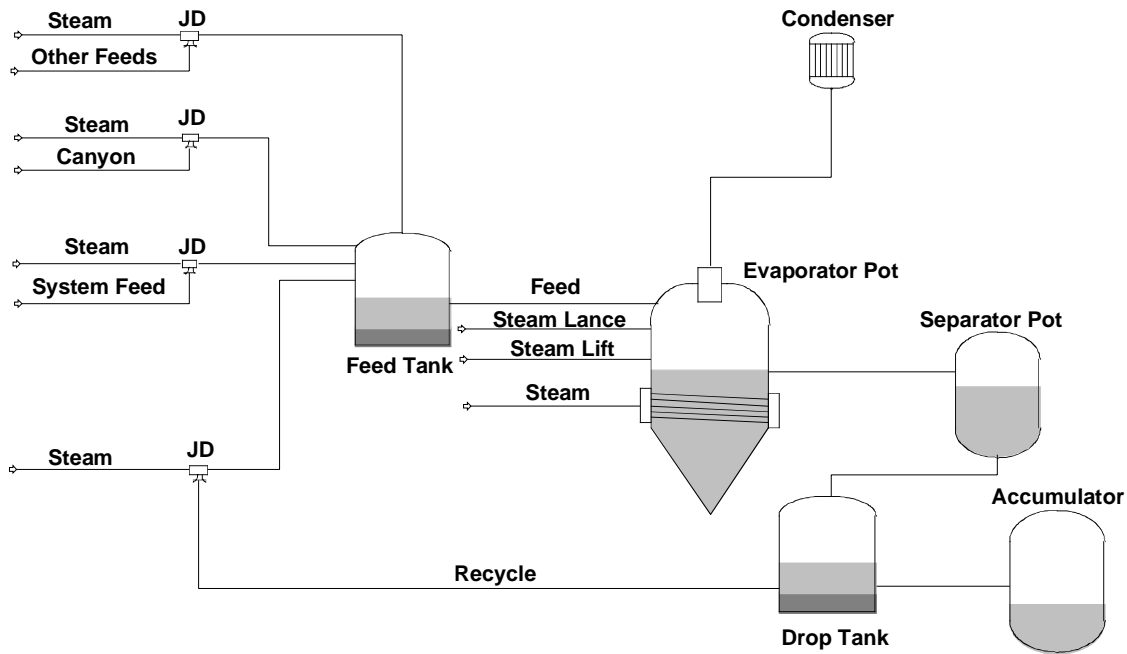 JD
Steam
Other Feeds
Condenser
JD
Steam
Canyon
JD
Steam
System Feed
Feed Tank
Feed
Steam Lance
Steam Lift
Steam
Evaporator Pot
Separator Pot
JD
Steam
Accumulator
Recycle
Drop Tank